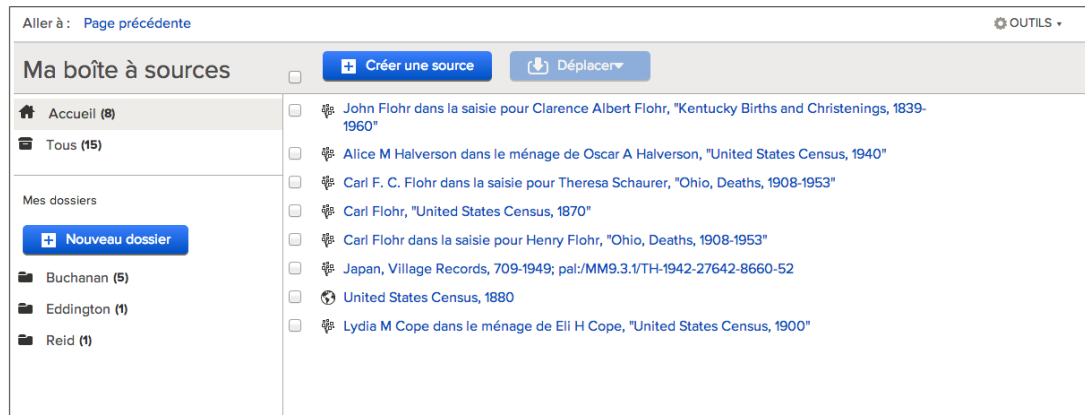 Aller à : Page précédente
OUTILS
Ma boîte à sources
Créer une source
Déplacer
Accueil (8)
Tous (15)
Mes dossiers
Nouveau dossier
Buchanan (5)
Eddington (1)
Reid (1)
John Flohr dans la saisie pour Clarence Albert Flohr, "Kentucky Births and Christenings, 1839-
1960"
Alice M Halverson dans le ménage de Oscar A Halverson, "United States Census, 1940"
Carl F. C. Flohr dans la saisie pour Theresa Schaurer, "Ohio, Deaths, 1908-1953"
Carl Flohr, "United States Census, 1870"
Carl Flohr dans la saisie pour Henry Flohr, "Ohio, Deaths, 1908-1953"
Japan, Village Records, 709-1949; pal:/MM9.3.1/TH-1942-27642-8660-52
United States Census, 1880
Lydia M Cope dans le ménage de Eli H Cope, "United States Census, 1900"